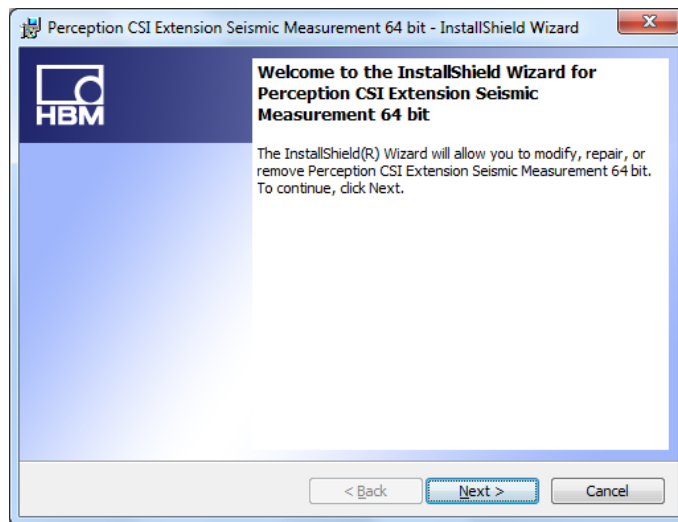 Perception CSI Extension Seismic Measurement 64 bit - InstallShield Wizard
HBM
Welcome to the InstallShield Wizard for
Perception CSI Extension Seismic
Measurement 64 bit
The InstallShield(R) Wizard will allow you to modify, repair, or
remove Perception CSI Extension Seismic Measurement 64 bit.
To continue, click Next.
< Back
Next >
Cancel